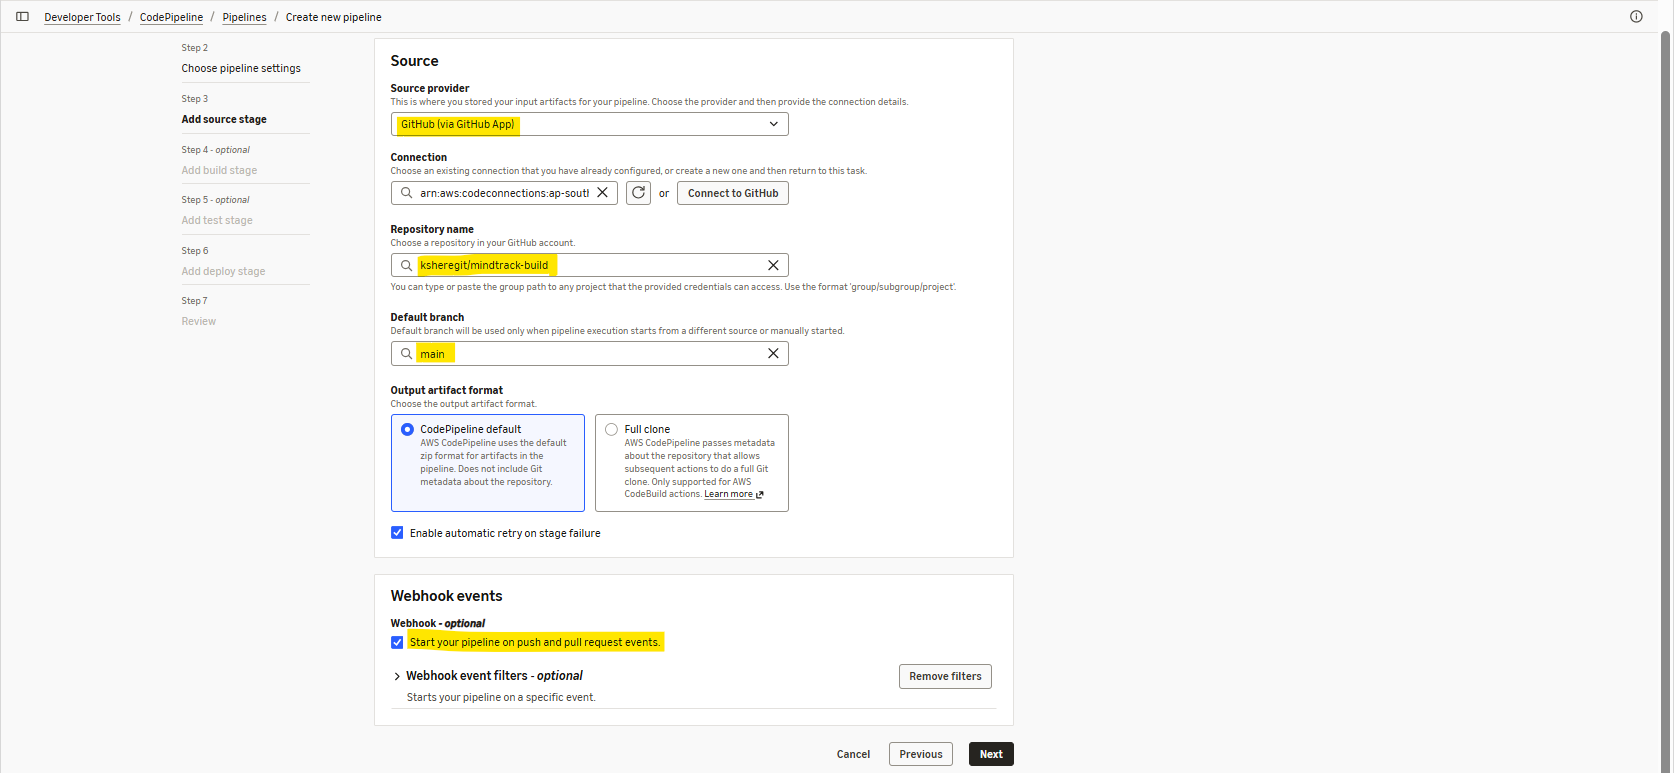 Developer Tools / CodePipeline / Pipelines / Create new pipeline
Step 2
Choose pipeline settings
Step 3
Add source stage
Step 4 - optional
Add build stage
Step 5 - optional
Add test stage
Step 6
Add deploy stage
Step 7
Review
Source
Source provider
This is where you stored your input artifacts for your pipeline. Choose the provider and then provide the connection details.
GitHub (via GitHub App)
Connection
Choose an existing connection that you have already configured, or create a new one and then return to this task.
arn:aws:codeconnections:ap-sout or Connect to GitHub
Repository name
Choose a repository in your GitHub account.
ksheregit/mindtrack-build
You can type or paste the group path to any project that the provided credentials can access. Use the format 'group/subgroup/project'.
Default branch
Default branch will be used only when pipeline execution starts from a different source or manually started.
main
Output artifact format
Choose the output artifact format.
CodePipeline default
AWS CodePipeline uses the default
zip format for artifacts in the
pipeline. Does not include Git
metadata about the repository.
Full clone
AWS CodePipeline passes metadata
about the repository that allows
subsequent actions to do a full Git
clone. Only supported for AWS
CodeBuild actions. Learn more
Enable automatic retry on stage failure
Webhook events
Webhook - optional
Start your pipeline on push and pull request events.
Webhook event filters - optional
Remove filters
Starts your pipeline on a specific event.
Cancel Previous Next